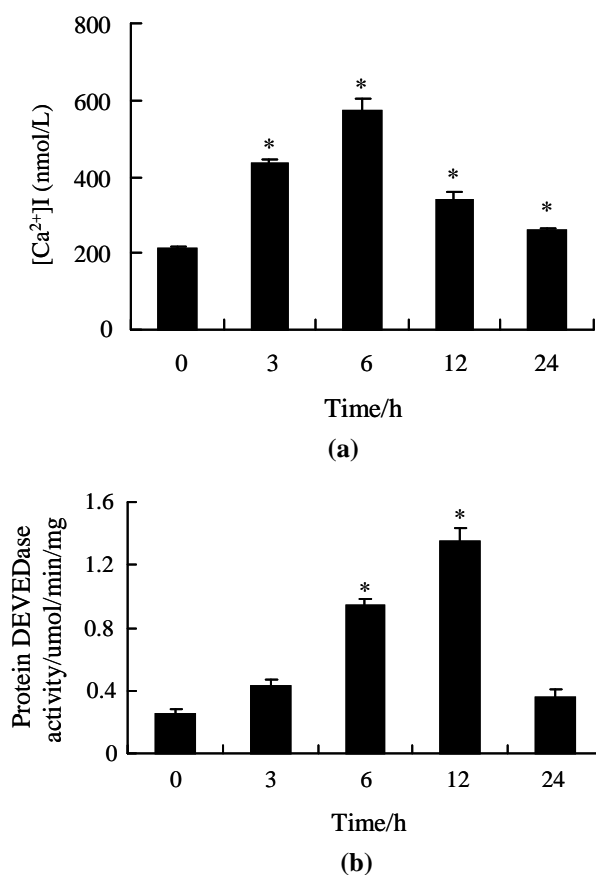 800
600
400
200
0
[Ca²⁺]I (nmol/L)
*
*
*
*
0 3 6 12 24
Time/h
(a)
1.6
1.2
0.8
0.4
0
Protein DEVEDase
activity/umol/min/mg
*
*
0 3 6 12 24
Time/h
(b)